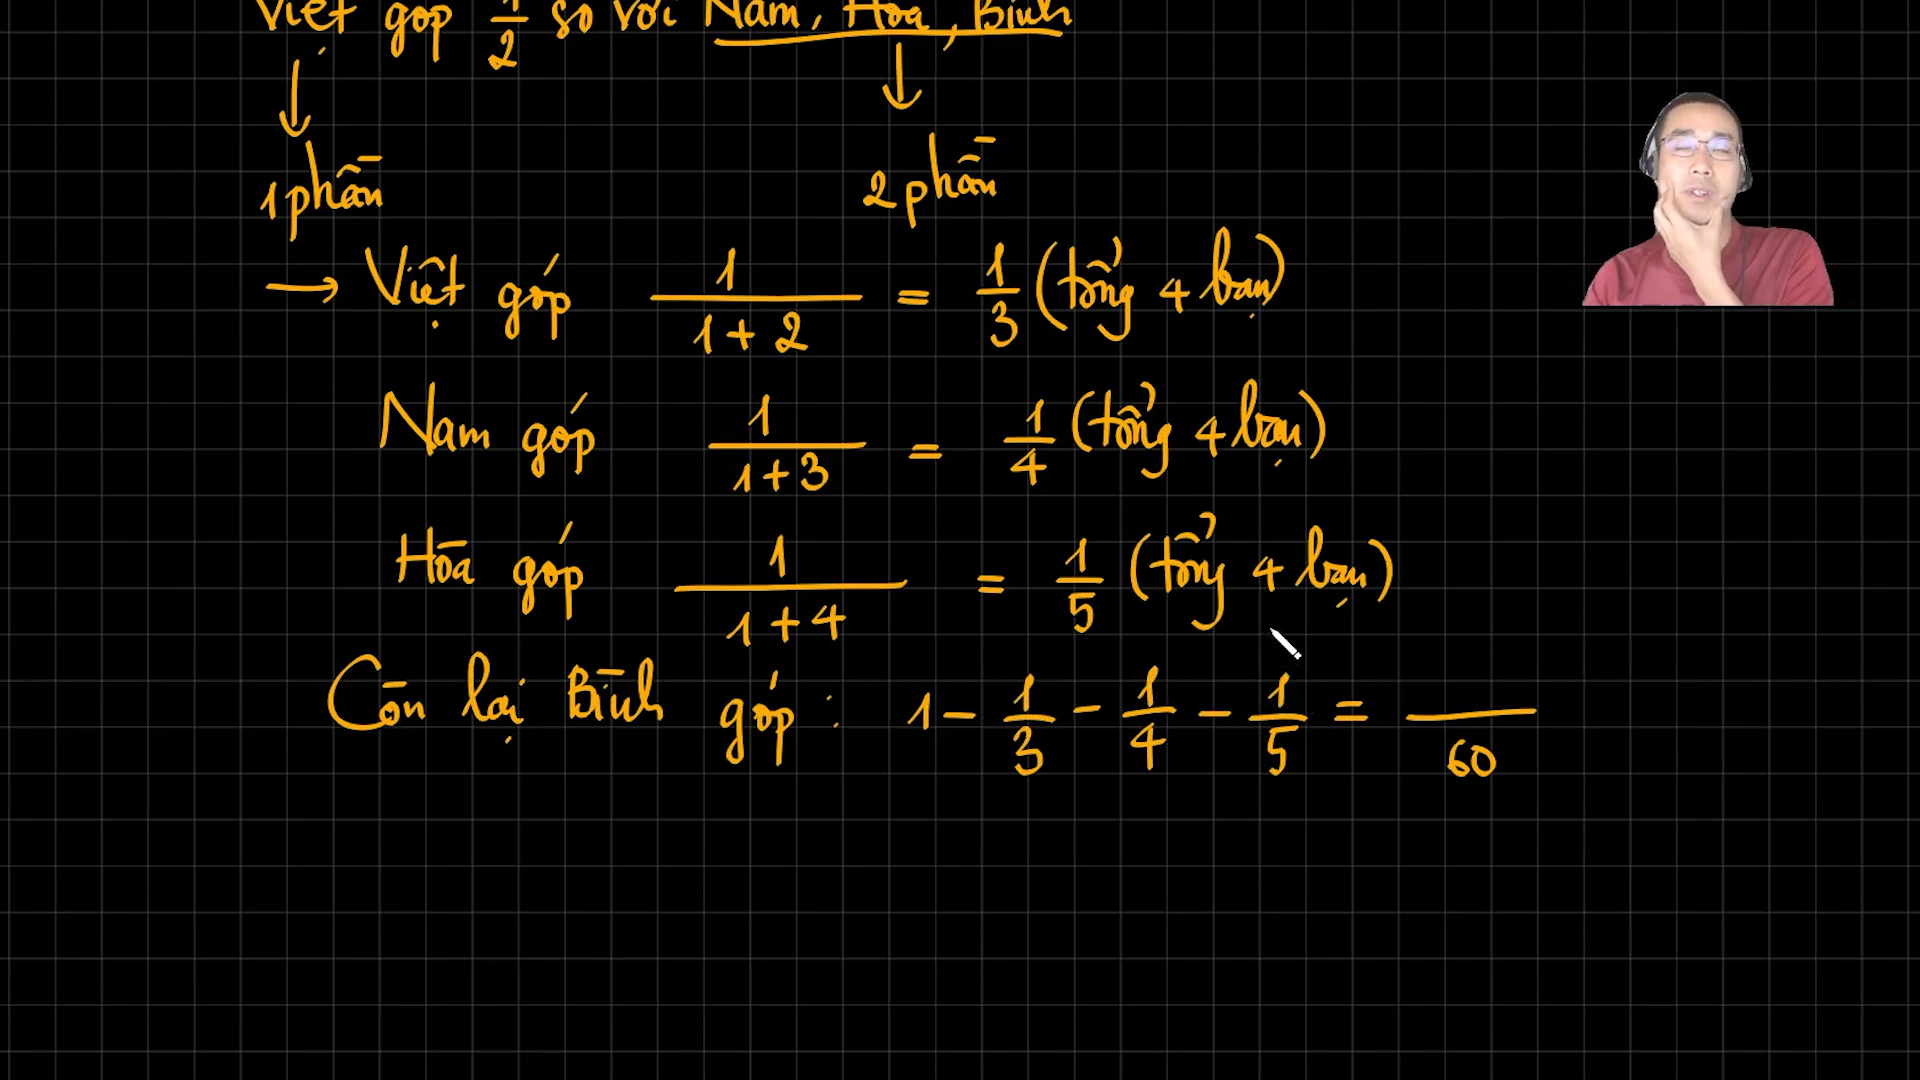 Việt góp 1/2 so với Nam, Hòa, Bình
1 phần 2 phần
→ Việt góp 1/(1+2) = 1/3 (tổng 4 bạn)
Nam góp 1/(1+3) = 1/4 (tổng 4 bạn)
Hòa góp 1/(1+4) = 1/5 (tổng 4 bạn)
Còn lại Bình góp : 1 - 1/3 - 1/4 - 1/5 = /60